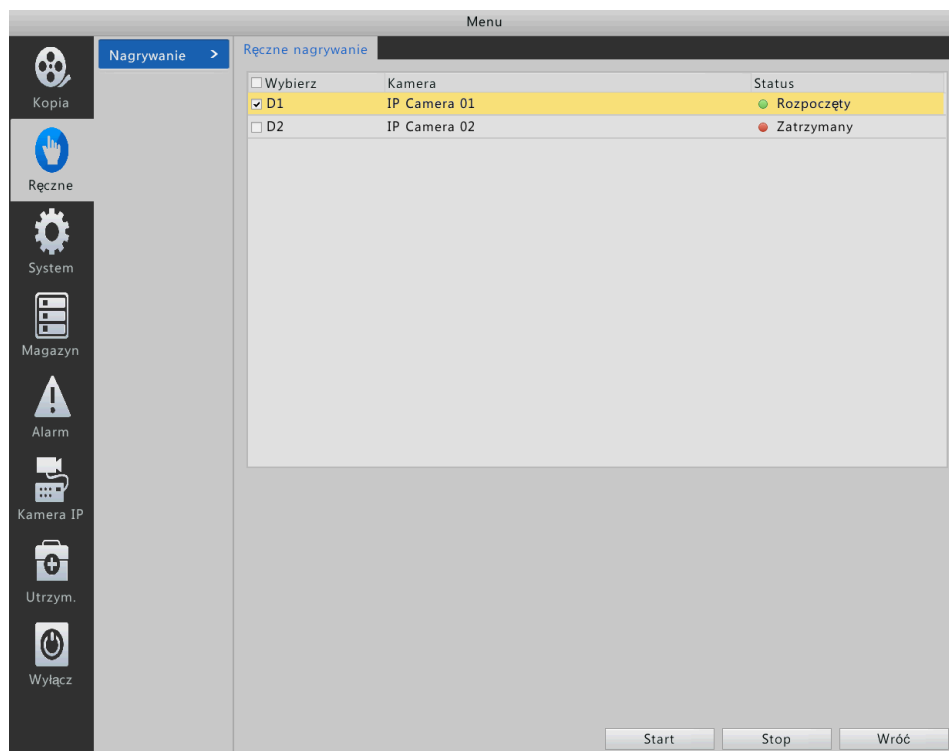 Menu
Kopia
Ręczne
System
Magazyn
Alarm
Kamera IP
Utrzym.
Wyłącz
Nagrywanie >
Ręczne nagrywanie
Wybierz Kamera Status
D1 IP Camera 01 Rozpoczęty
D2 IP Camera 02 Zatrzymany
Start Stop Wróć